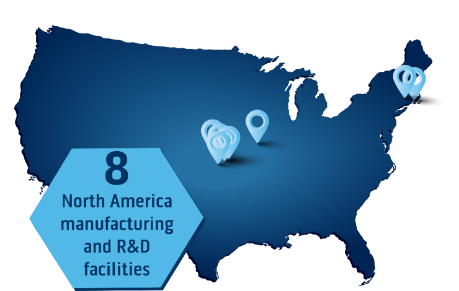 8
North America
manufacturing
and R&D
facilities